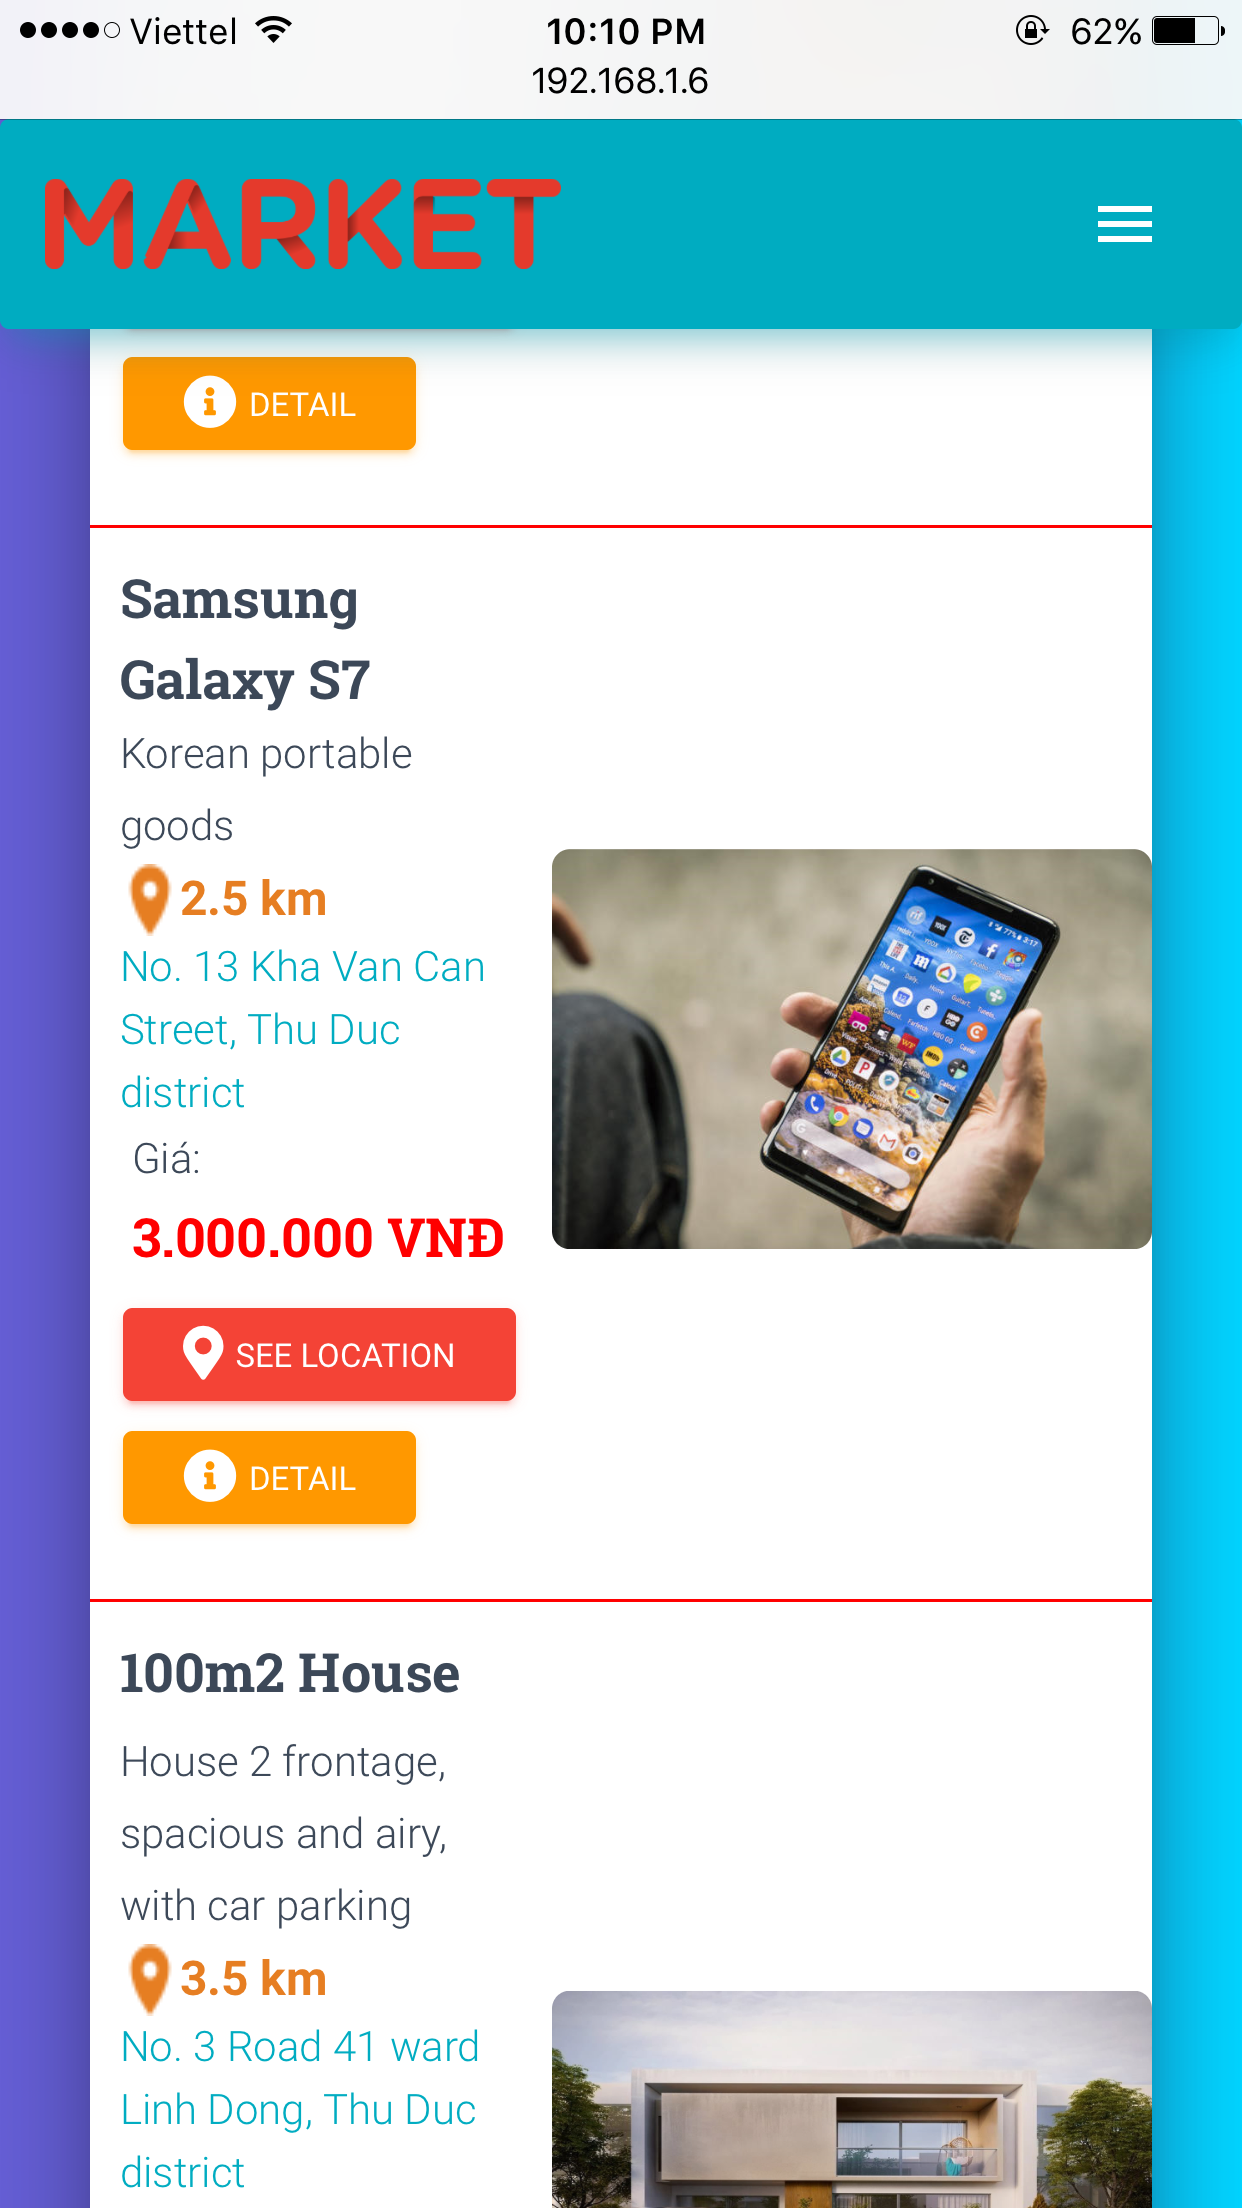 Viettel 10:10 PM 62%
192.168.1.6
MARKET
DETAIL
Samsung
Galaxy S7
Korean portable
goods
2.5 km
No. 13 Kha Van Can
Street, Thu Duc
district
Giá:
3.000.000 VNĐ
SEE LOCATION
DETAIL
100m2 House
House 2 frontage,
spacious and airy,
with car parking
3.5 km
No. 3 Road 41 ward
Linh Dong, Thu Duc
district